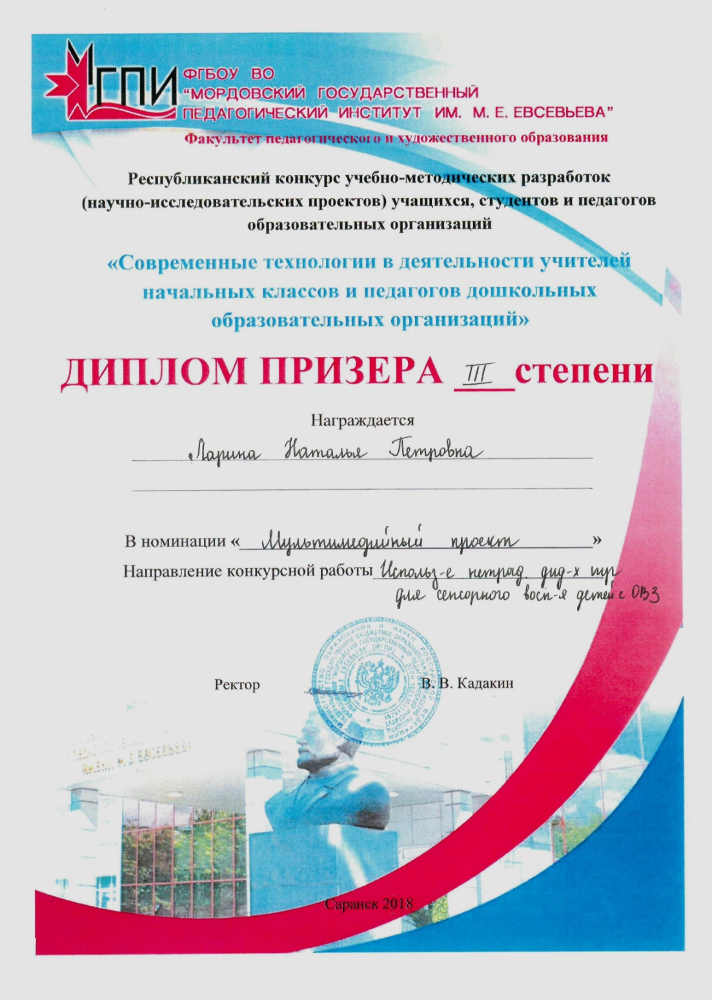 МГПИ
ФГБОУ ВО
“МОРДОВСКИЙ ГОСУДАРСТВЕННЫЙ
ПЕДАГОГИЧЕСКИЙ ИНСТИТУТ ИМ. М. Е. ЕВСЕВЬЕВА”
Факультет педагогического и художественного образования
Республиканский конкурс учебно-методических разработок
(научно-исследовательских проектов) учащихся, студентов и педагогов
образовательных организаций
«Современные технологии в деятельности учителей
начальных классов и педагогов дошкольных
образовательных организаций»
ДИПЛОМ ПРИЗЕРА III степени
Награждается
Ларина Наталья Петровна
В номинации «Мультимедийный проект»
Направление конкурсной работы Использ-е нетрад. дид-х игр
для сенсорного восп-я детей с ОВЗ
Ректор В. В. Кадакин
ИМЕНИ М Е ЕВСЕВЬЕВА
Саранск 2018